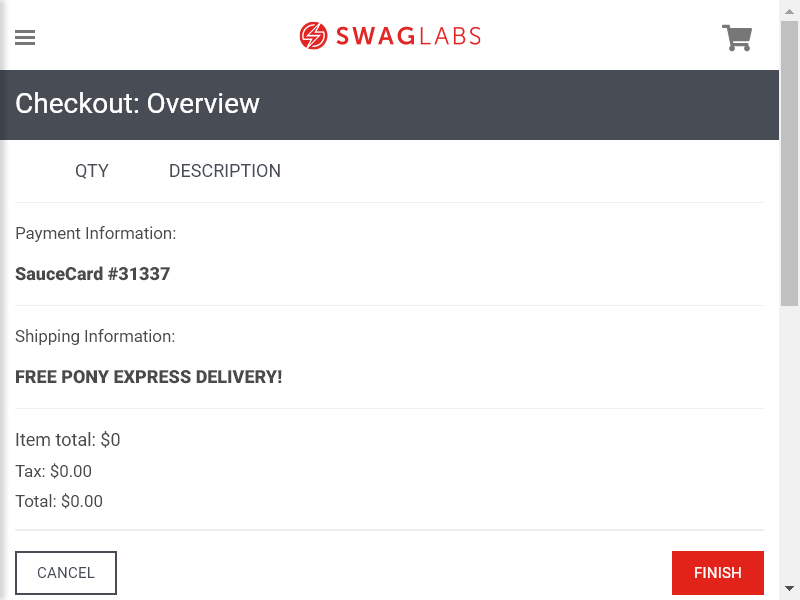 SWAGLABS
Checkout: Overview
QTY DESCRIPTION
Payment Information:
SauceCard #31337
Shipping Information:
FREE PONY EXPRESS DELIVERY!
Item total: $0
Tax: $0.00
Total: $0.00
CANCEL FINISH